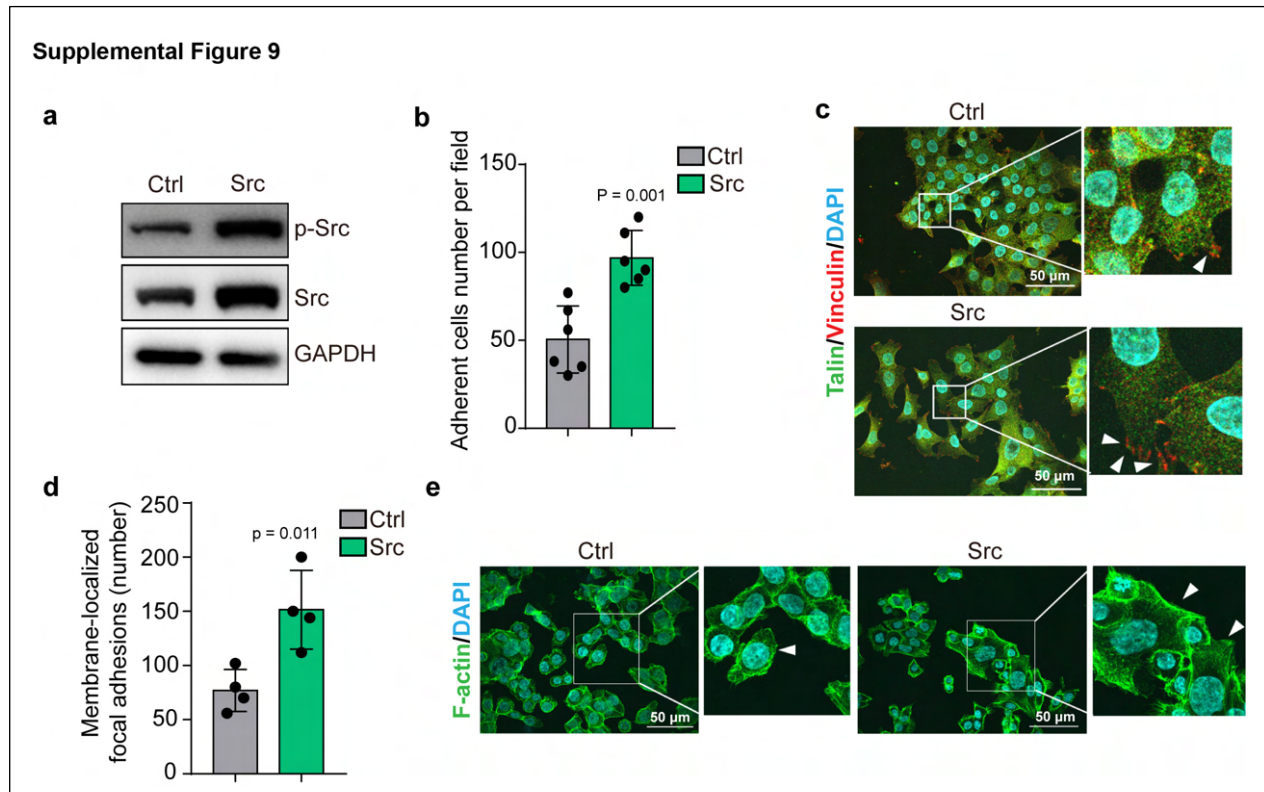 Supplemental Figure 9
a
Ctrl Src
p-Src
Src
GAPDH
b
Adherent cells number per field
150
100
50
0
P = 0.001
Ctrl
Src
c
Talin/Vinculin/DAPI
Ctrl
50 µm
Src
50 µm
d
Membrane-localized
focal adhesions (number)
250
200
150
100
50
0
p = 0.011
Ctrl
Src
e
F-actin/DAPI
Ctrl
50 µm
Src
50 µm